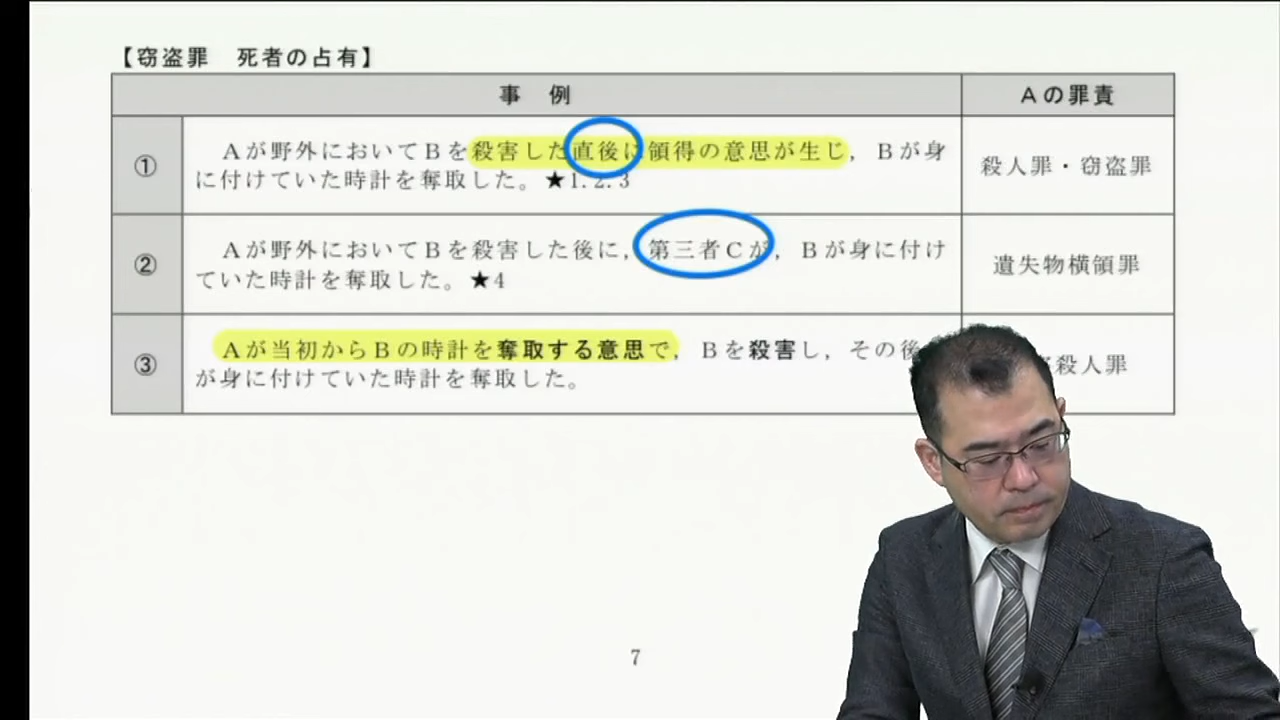 【窃盗罪　死者の占有】
事　例
Ａの罪責
①
Ａが野外においてＢを殺害した直後に領得の意思が生じ，Ｂが身
に付けていた時計を奪取した。★1.2.3
殺人罪・窃盗罪
②
Ａが野外においてＢを殺害した後に，第三者Ｃが，Ｂが身に付け
ていた時計を奪取した。★4
遺失物横領罪
③
Ａが当初からＢの時計を奪取する意思で，Ｂを殺害し，その後
が身に付けていた時計を奪取した。
殺人罪
7